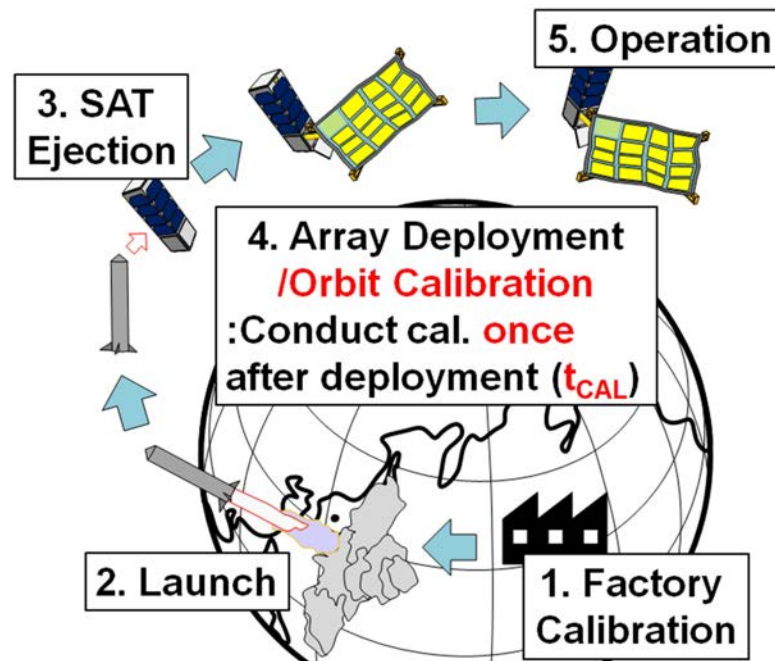 5. Operation
3. SAT
Ejection
4. Array Deployment
/Orbit Calibration
:Conduct cal. once
after deployment (tCAL)
2. Launch
1. Factory
Calibration